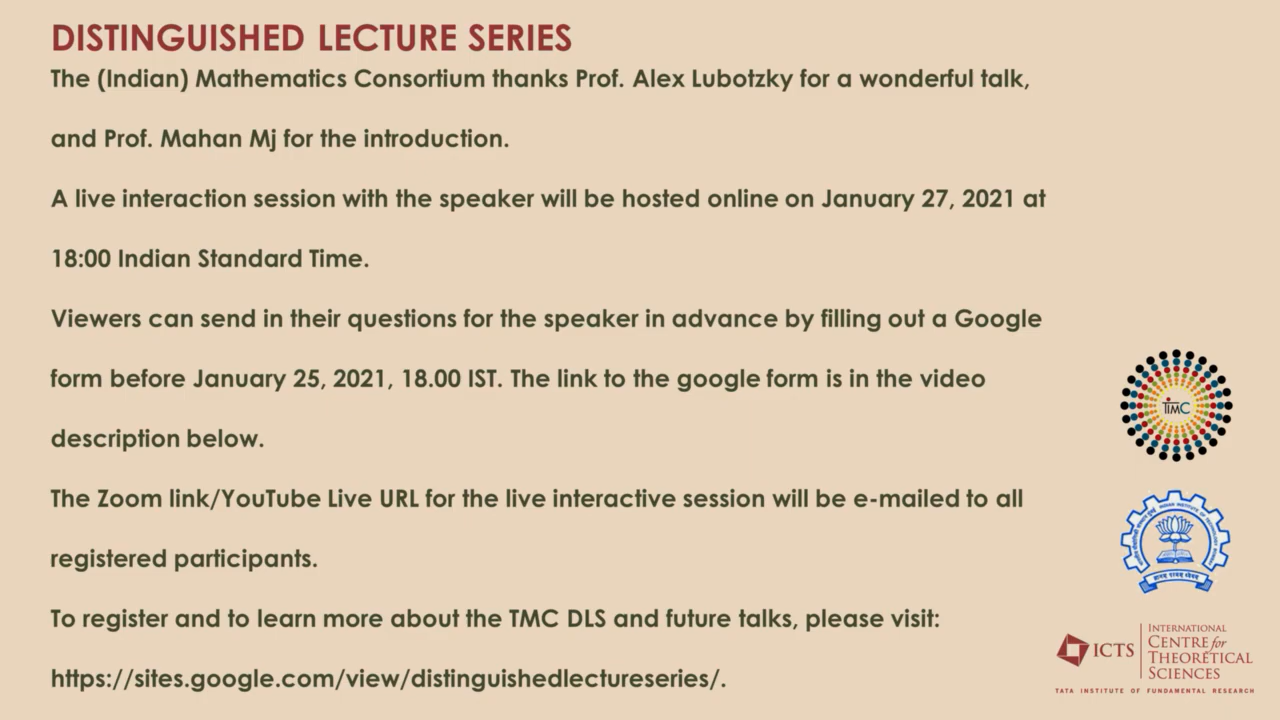 DISTINGUISHED LECTURE SERIES
The (Indian) Mathematics Consortium thanks Prof. Alex Lubotzky for a wonderful talk,
and Prof. Mahan Mj for the introduction.
A live interaction session with the speaker will be hosted online on January 27, 2021 at
18:00 Indian Standard Time.
Viewers can send in their questions for the speaker in advance by filling out a Google
form before January 25, 2021, 18.00 IST. The link to the google form is in the video
description below.
The Zoom link/YouTube Live URL for the live interactive session will be e-mailed to all
registered participants.
To register and to learn more about the TMC DLS and future talks, please visit:
https://sites.google.com/view/distinguishedlectureseries/.
TiMC
ICTS
INTERNATIONAL
CENTRE for
THEORETICAL
SCIENCES
TATA INSTITUTE OF FUNDAMENTAL RESEARCH